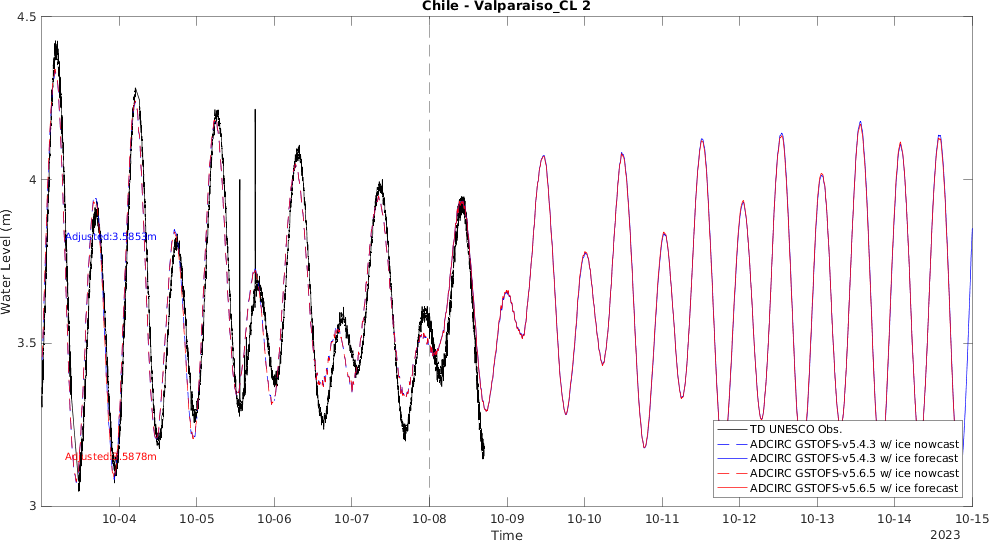 Chile - Valparaiso_CL 2
4.5
4
3.5
3
Water Level (m)
Adjusted:3.5853m
Adjusted:3.5878m
TD UNESCO Obs.
ADCIRC GSTOFS-v5.4.3 w/ ice nowcast
ADCIRC GSTOFS-v5.4.3 w/ ice forecast
ADCIRC GSTOFS-v5.6.5 w/ ice nowcast
ADCIRC GSTOFS-v5.6.5 w/ ice forecast
10-04 10-05 10-06 10-07 10-08 10-09 10-10 10-11 10-12 10-13 10-14 10-15
Time
2023